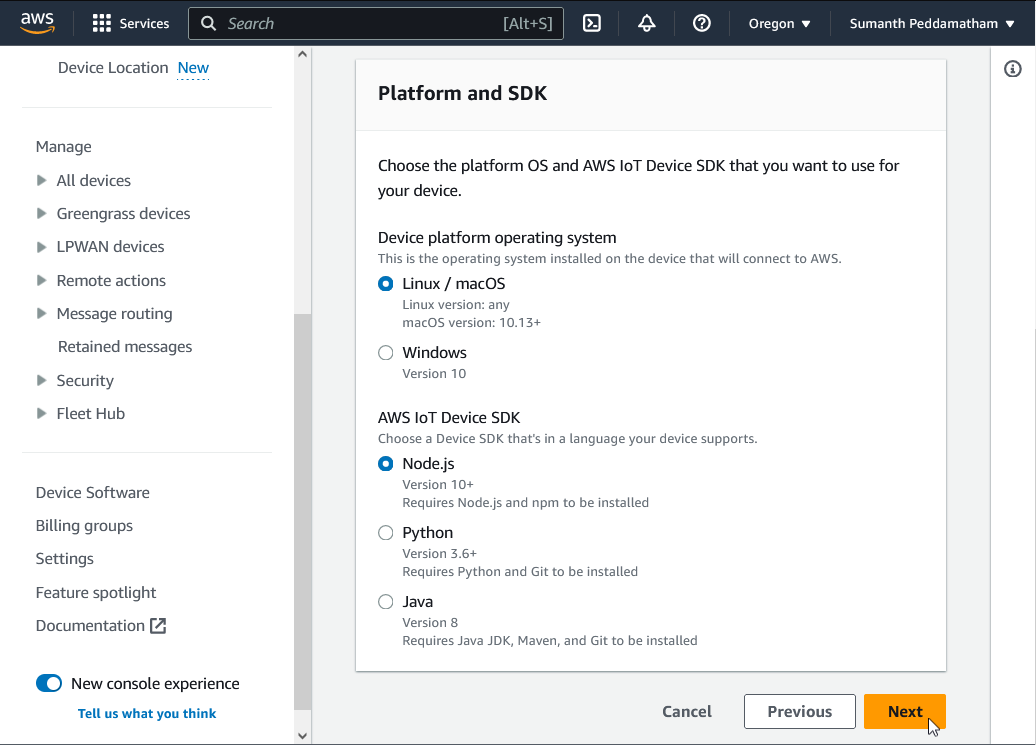 aws Services Search [Alt+S] Oregon Sumanth Peddamatham
Device Location New
Manage
All devices
Greengrass devices
LPWAN devices
Remote actions
Message routing
Retained messages
Security
Fleet Hub
Device Software
Billing groups
Settings
Feature spotlight
Documentation
New console experience
Tell us what you think
Platform and SDK
Choose the platform OS and AWS IoT Device SDK that you want to use for
your device.
Device platform operating system
This is the operating system installed on the device that will connect to AWS.
Linux / macOS
Linux version: any
macOS version: 10.13+
Windows
Version 10
AWS IoT Device SDK
Choose a Device SDK that's in a language your device supports.
Node.js
Version 10+
Requires Node.js and npm to be installed
Python
Version 3.6+
Requires Python and Git to be installed
Java
Version 8
Requires Java JDK, Maven, and Git to be installed
Cancel Previous Next